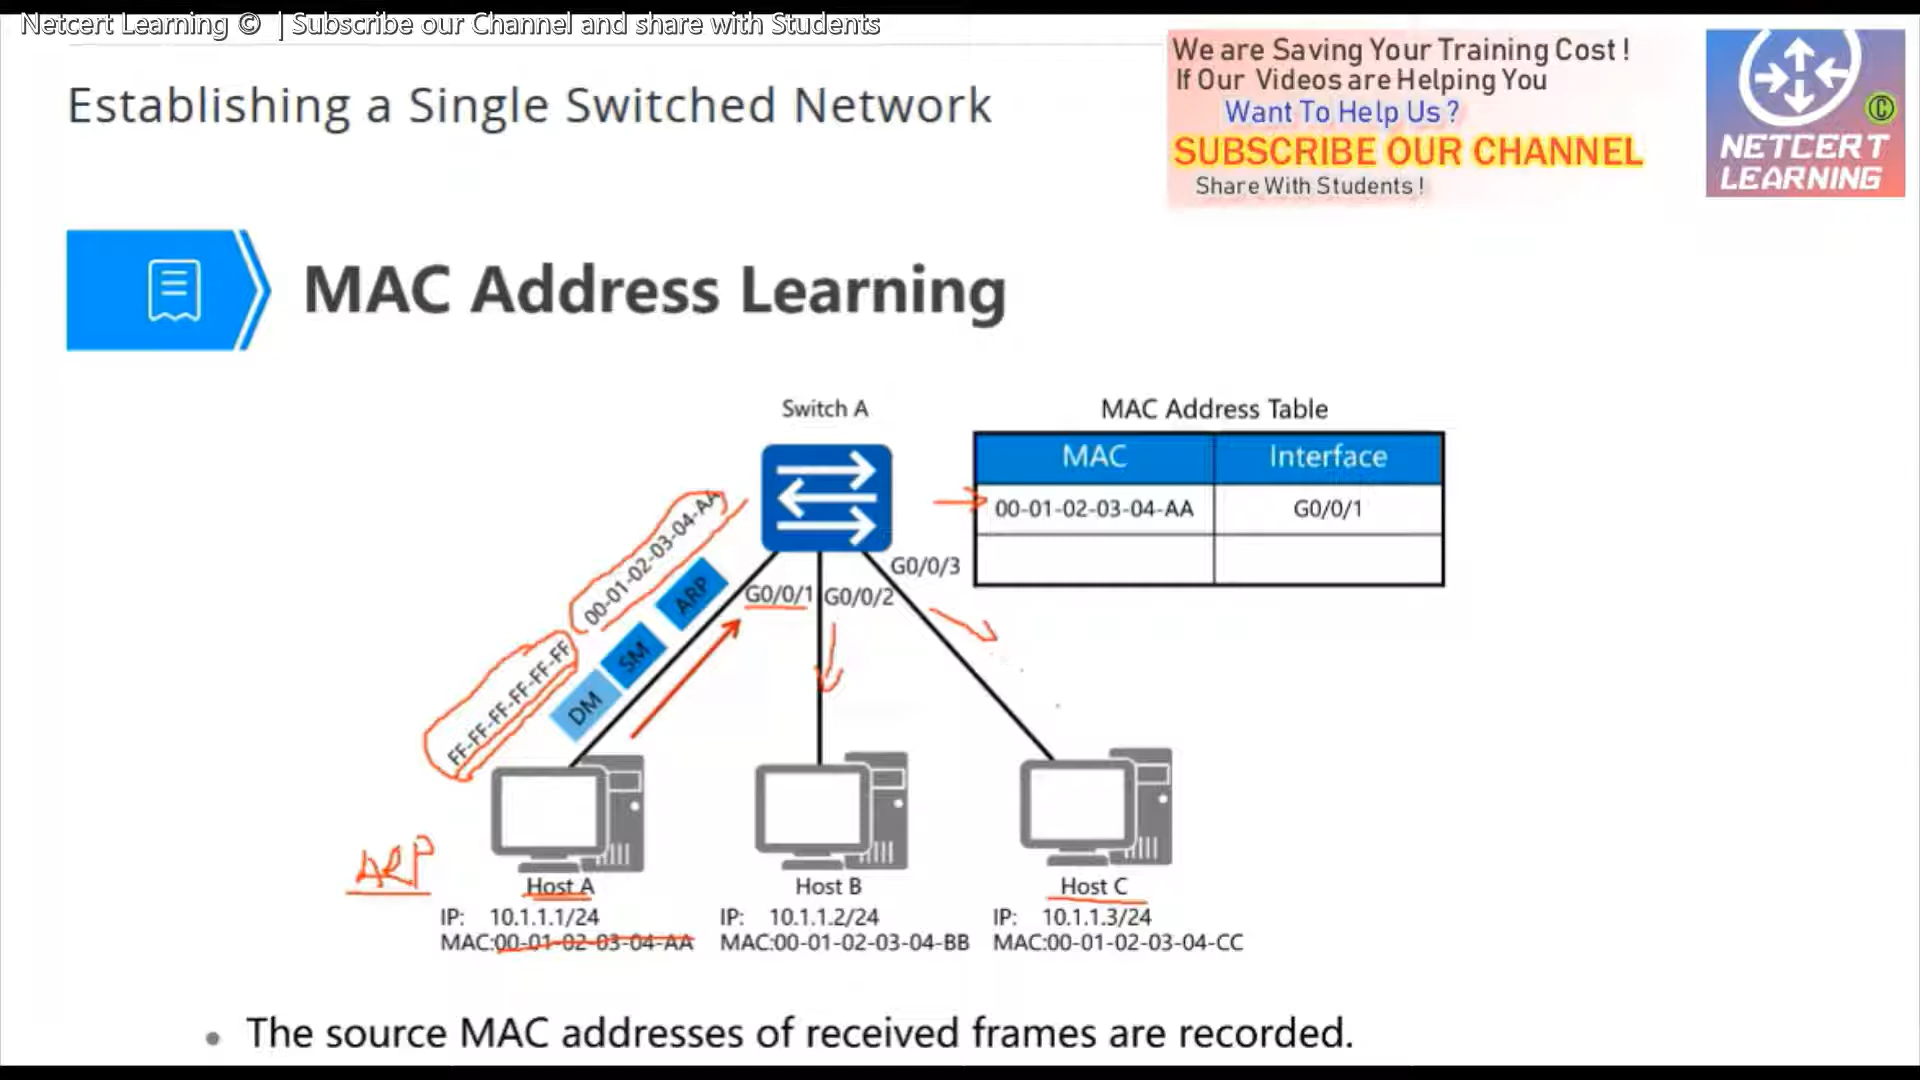 Netcert Learning © | Subscribe our Channel and share with Students
We are Saving Your Training Cost !
If Our Videos are Helping You
Want To Help Us ?
SUBSCRIBE OUR CHANNEL
Share With Students !
©
NETCERT
LEARNING
Establishing a Single Switched Network
MAC Address Learning
Switch A
MAC Address Table
MAC Interface
00-01-02-03-04-AA G0/0/1
G0/0/3
G0/0/1 G0/0/2
00-01-02-03-04-AA
FF-FF-FF-FF-FF-FF
DM SM ARP
ARP
Host A Host B Host C
IP: 10.1.1.1/24 IP: 10.1.1.2/24 IP: 10.1.1.3/24
MAC:00-01-02-03-04-AA MAC:00-01-02-03-04-BB MAC:00-01-02-03-04-CC
• The source MAC addresses of received frames are recorded.